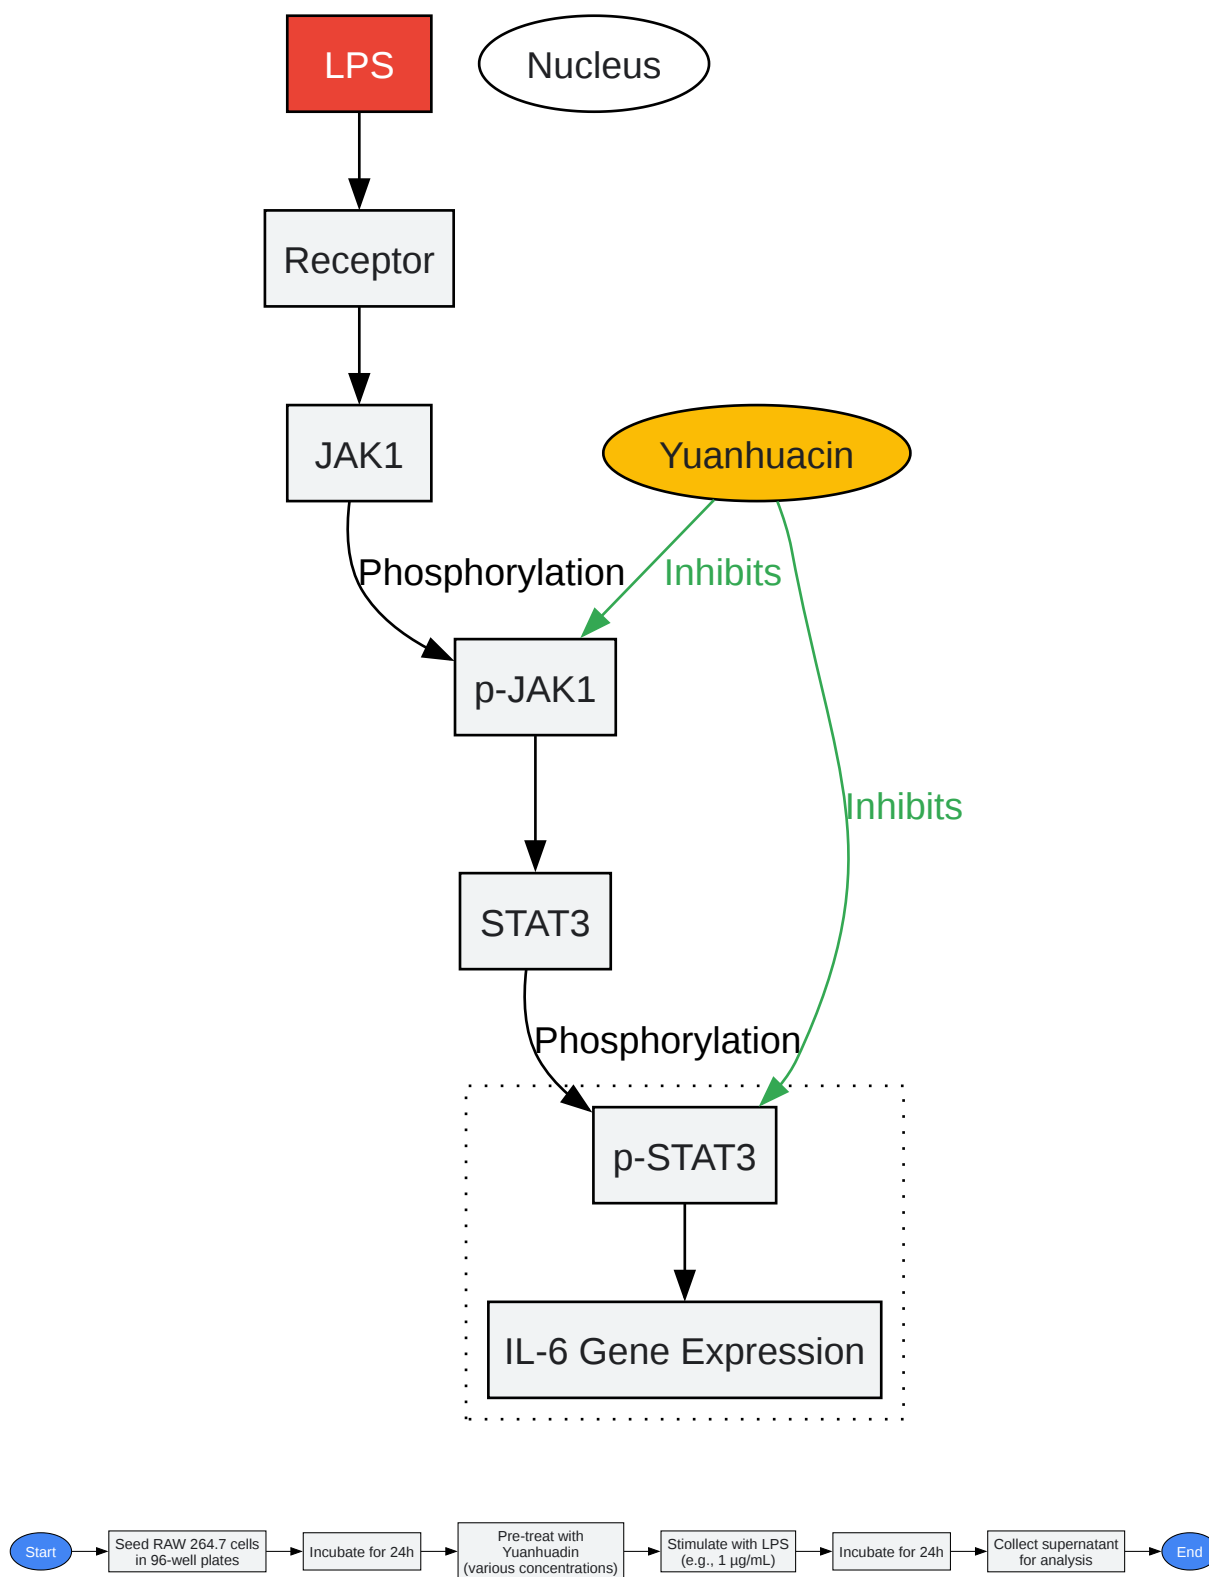 LPS
Nucleus
Receptor
JAK1
Yuanhuacin
Phosphorylation
Inhibits
p-JAK1
Inhibits
STAT3
Phosphorylation
p-STAT3
IL-6 Gene Expression
Start
Seed RAW 264.7 cells
in 96-well plates
Incubate for 24h
Pre-treat with
Yuanhuadin
(various concentrations)
Stimulate with LPS
(e.g., 1 µg/mL)
Incubate for 24h
Collect supernatant
for analysis
End